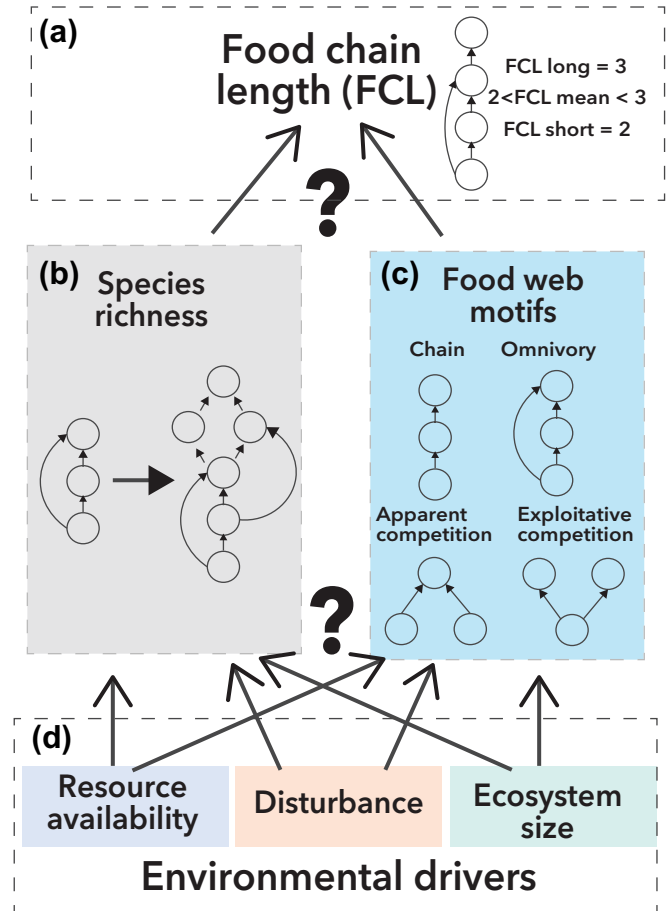 (a)
Food chain
length (FCL)
FCL long = 3
2<FCL mean < 3
FCL short = 2
?
(b)
Species
richness
(c)
Food web
motifs
Chain
Omnivory
Apparent
competition
Exploitative
competition
?
(d)
Resource
availability
Disturbance
Ecosystem
size
Environmental drivers